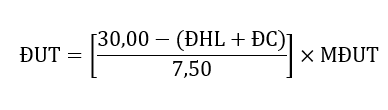 ĐUT = [30,00 − (ĐHL + ĐC) / 7,50] × MĐUT